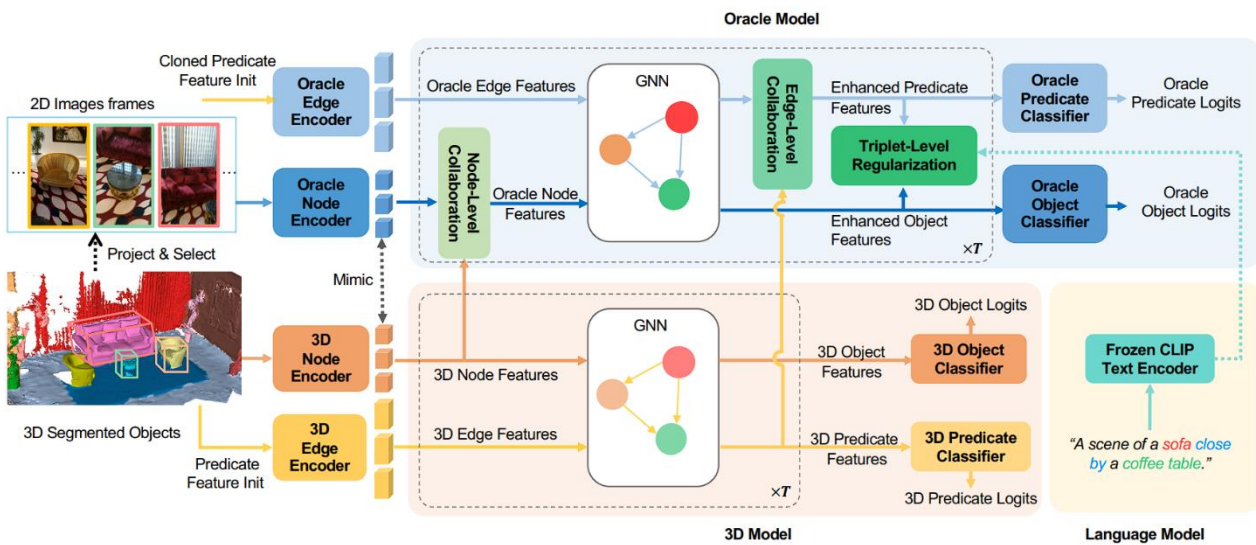 Oracle Model
Cloned Predicate
Feature Init
2D Images frames
Oracle
Edge
Encoder
Oracle Edge Features
GNN
Edge-Level
Collaboration
Enhanced Predicate
Features
Oracle
Predicate
Classifier
Oracle
Predicate Logits
Triplet-Level
Regularization
...
...
Oracle
Node
Encoder
Node-Level
Collaboration
Oracle Node
Features
Enhanced Object
Features
Oracle
Object
Classifier
Oracle
Object Logits
×T
Project & Select
Mimic
3D
Node
Encoder
3D Node Features
GNN
3D Object Logits
3D Object
Features
3D Object
Classifier
Frozen CLIP
Text Encoder
3D Segmented Objects
Predicate
Feature Init
3D
Edge
Encoder
3D Edge Features
3D Predicate
Features
3D Predicate
Classifier
“A scene of a sofa close
by a coffee table.”
×T
3D Predicate Logits
3D Model
Language Model